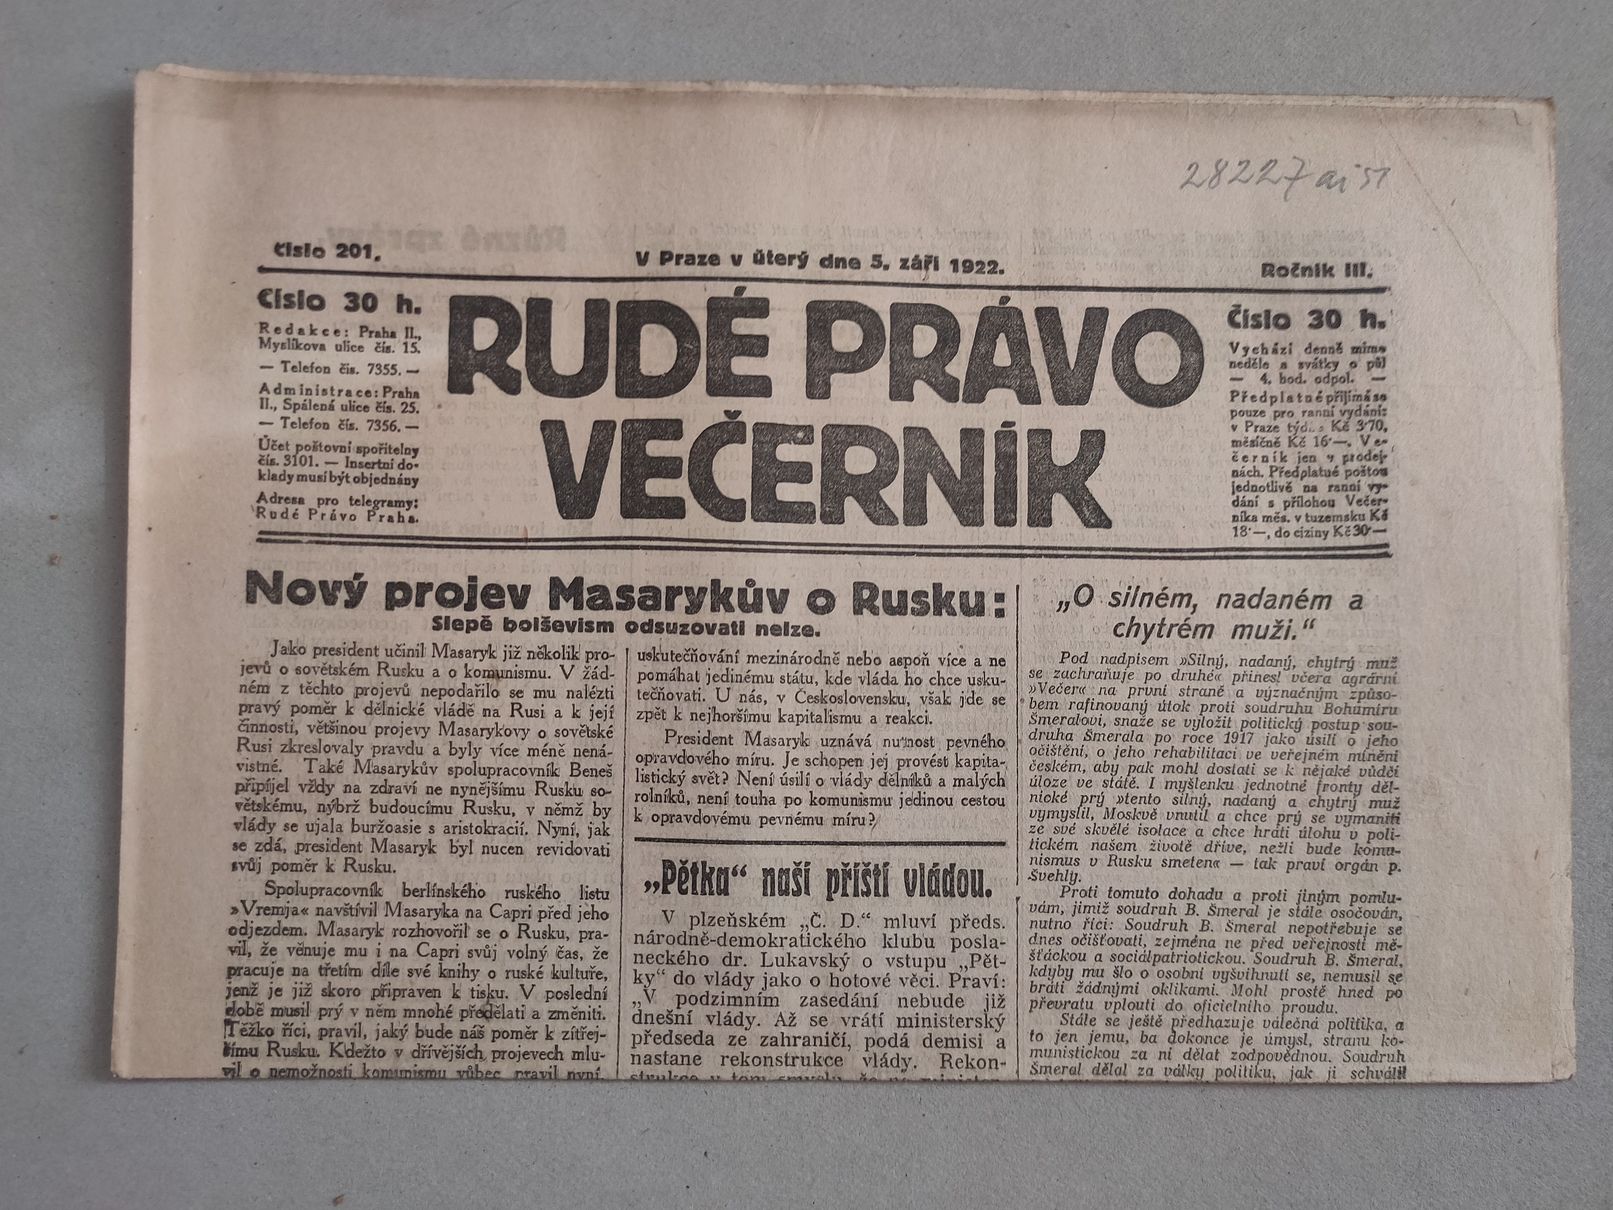 28227
Číslo 201.
V Praze v úterý dne 5. září 1922.
Ročník III.
Číslo 30 h.
Redakce: Praha II.,
Myslíkova ulice čís. 15.
— Telefon čís. 7355. —
Administrace: Praha
II., Spálená ulice čís. 25.
— Telefon čís. 7356. —
Účet poštovní spořitelny
čís. 3101. — Insertní do-
klady musí být objednány
Adresa pro telegramy:
Rudé Právo Praha.
RUDÉ PRÁVO
VEČERNÍK
Číslo 30 h.
Vychází denně mimo
neděle a svátky o půl
— 4. hod. odpol. —
Předplatné přijímá se
pouze pro ranní vydání:
v Praze týd. Kč 3·70,
měsíčně Kč 16·—. Ve-
černík jen v prodej-
nách. Předplatné poštou
jednotlivě na ranní vy-
dání s přílohou Večer-
níka měs. v tuzemsku Kč
18·—, do ciziny Kč 30·—
Nový projev Masarykův o Rusku:
Slepě bolševism odsuzovati nelze.
Jako president učinil Masaryk již několik pro-
jevů o sovětském Rusku a o komunismu. V žád-
ném z těchto projevů nepodařilo se mu nalézti
pravý poměr k dělnické vládě na Rusi a k její
činnosti, většinou projevy Masarykovy o sovětské
Rusi zkreslovaly pravdu a byly více méně nená-
vistné. Také Masarykův spolupracovník Beneš
připíjel vždy na zdraví ne nynějšímu Rusku so-
větskému, nýbrž budoucímu Rusku, v němž by
vlády se ujala buržoasie s aristokracií. Nyní, jak
se zdá, president Masaryk byl nucen revidovati
svůj poměr k Rusku.
Spolupracovník berlínského ruského listu
»Vremja« navštívil Masaryka na Capri před jeho
odjezdem. Masaryk rozhovořil se o Rusku, pra-
vil, že věnuje mu i na Capri svůj volný čas, že
pracuje na třetím díle své knihy o ruské kultuře,
jenž je již skoro připraven k tisku. V poslední
době musil prý v něm mnohé předělati a změniti.
Těžko říci, pravil, jaký bude náš poměr k zítřej-
šímu Rusku. Kdežto v dřívějších projevech mlu-
vil o nemožnosti komunismu vůbec, pravil nyní,
uskutečňování mezinárodně nebo aspoň více a ne
pomáhat jedinému státu, kde vláda ho chce usku-
tečňovati. U nás, v Československu, však jde se
zpět k nejhoršímu kapitalismu a reakci.
President Masaryk uznává nutnost pevného
opravdového míru. Je schopen jej provést kapita-
listický svět? Není úsilí o vlády dělníků a malých
rolníků, není touha po komunismu jedinou cestou
k opravdovému pevnému míru?
„Pětka“ naší příští vládou.
V plzeňském „Č. D.“ mluví předs.
národně-demokratického klubu posla-
neckého dr. Lukavský o vstupu „Pět-
ky“ do vlády jako o hotové věci. Praví:
„V podzimním zasedání nebude již
dnešní vlády. Až se vrátí ministerský
předseda ze zahraničí, podá demisi a
nastane rekonstrukce vlády. Rekon-
strukce v tom smyslu, že
„O silném, nadaném a
chytrém muži.“
Pod nadpisem »Silný, nadaný, chytrý muž
se zachraňuje po druhé« přinesl včera agrární
»Večer« na první straně a význačným způso-
bem rafinovaný útok proti soudruhu Bohumíru
Šmeralovi, snaže se vyložit politický postup sou-
druha Šmerala po roce 1917 jako úsilí o jeho
očištění, o jeho rehabilitaci ve veřejném mínění
českém, aby pak mohl dostati se k nějaké vůdčí
úloze ve státě. I myšlenku jednotné fronty děl-
nické prý »tento silný, nadaný a chytrý muž
vymyslil, Moskvě vnutil a chce prý se vymaniti
ze své skvělé isolace a chce hráti úlohu v poli-
tickém našem životě dříve, nežli bude komu-
nismus v Rusku smeten« — tak praví orgán p.
Švehly.
Proti tomuto dohadu a proti jiným pomlu-
vám, jimiž soudruh B. Šmeral je stále osočován,
nutno říci: Soudruh B. Šmeral nepotřebuje se
dnes očišťovati, zejména ne před veřejností mě-
šťáckou a sociálpatriotickou. Soudruh B. Šmeral,
kdyby mu šlo o osobní vyšvihnutí se, nemusil se
bráti žádnými oklikami. Mohl prostě hned po
převratu vplouti do oficielního proudu.
Stále se ještě předhazuje válečná politika, a
to jen jemu, ba dokonce je úmysl, stranu ko-
munistickou za ni dělat zodpovědnou. Soudruh
Šmeral dělal za války politiku, jak ji schválil